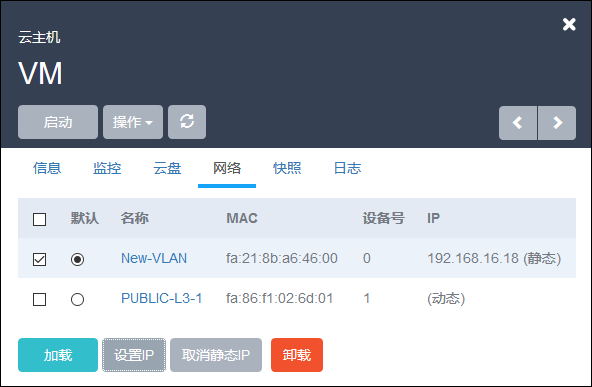 云主机
VM
启动 操作
信息 监控 云盘 网络 快照 日志
默认 名称 MAC 设备号 IP
New-VLAN fa:21:8b:a6:46:00 0 192.168.16.18 (静态)
PUBLIC-L3-1 fa:86:f1:02:6d:01 1 (动态)
加载 设置IP 取消静态IP 卸载